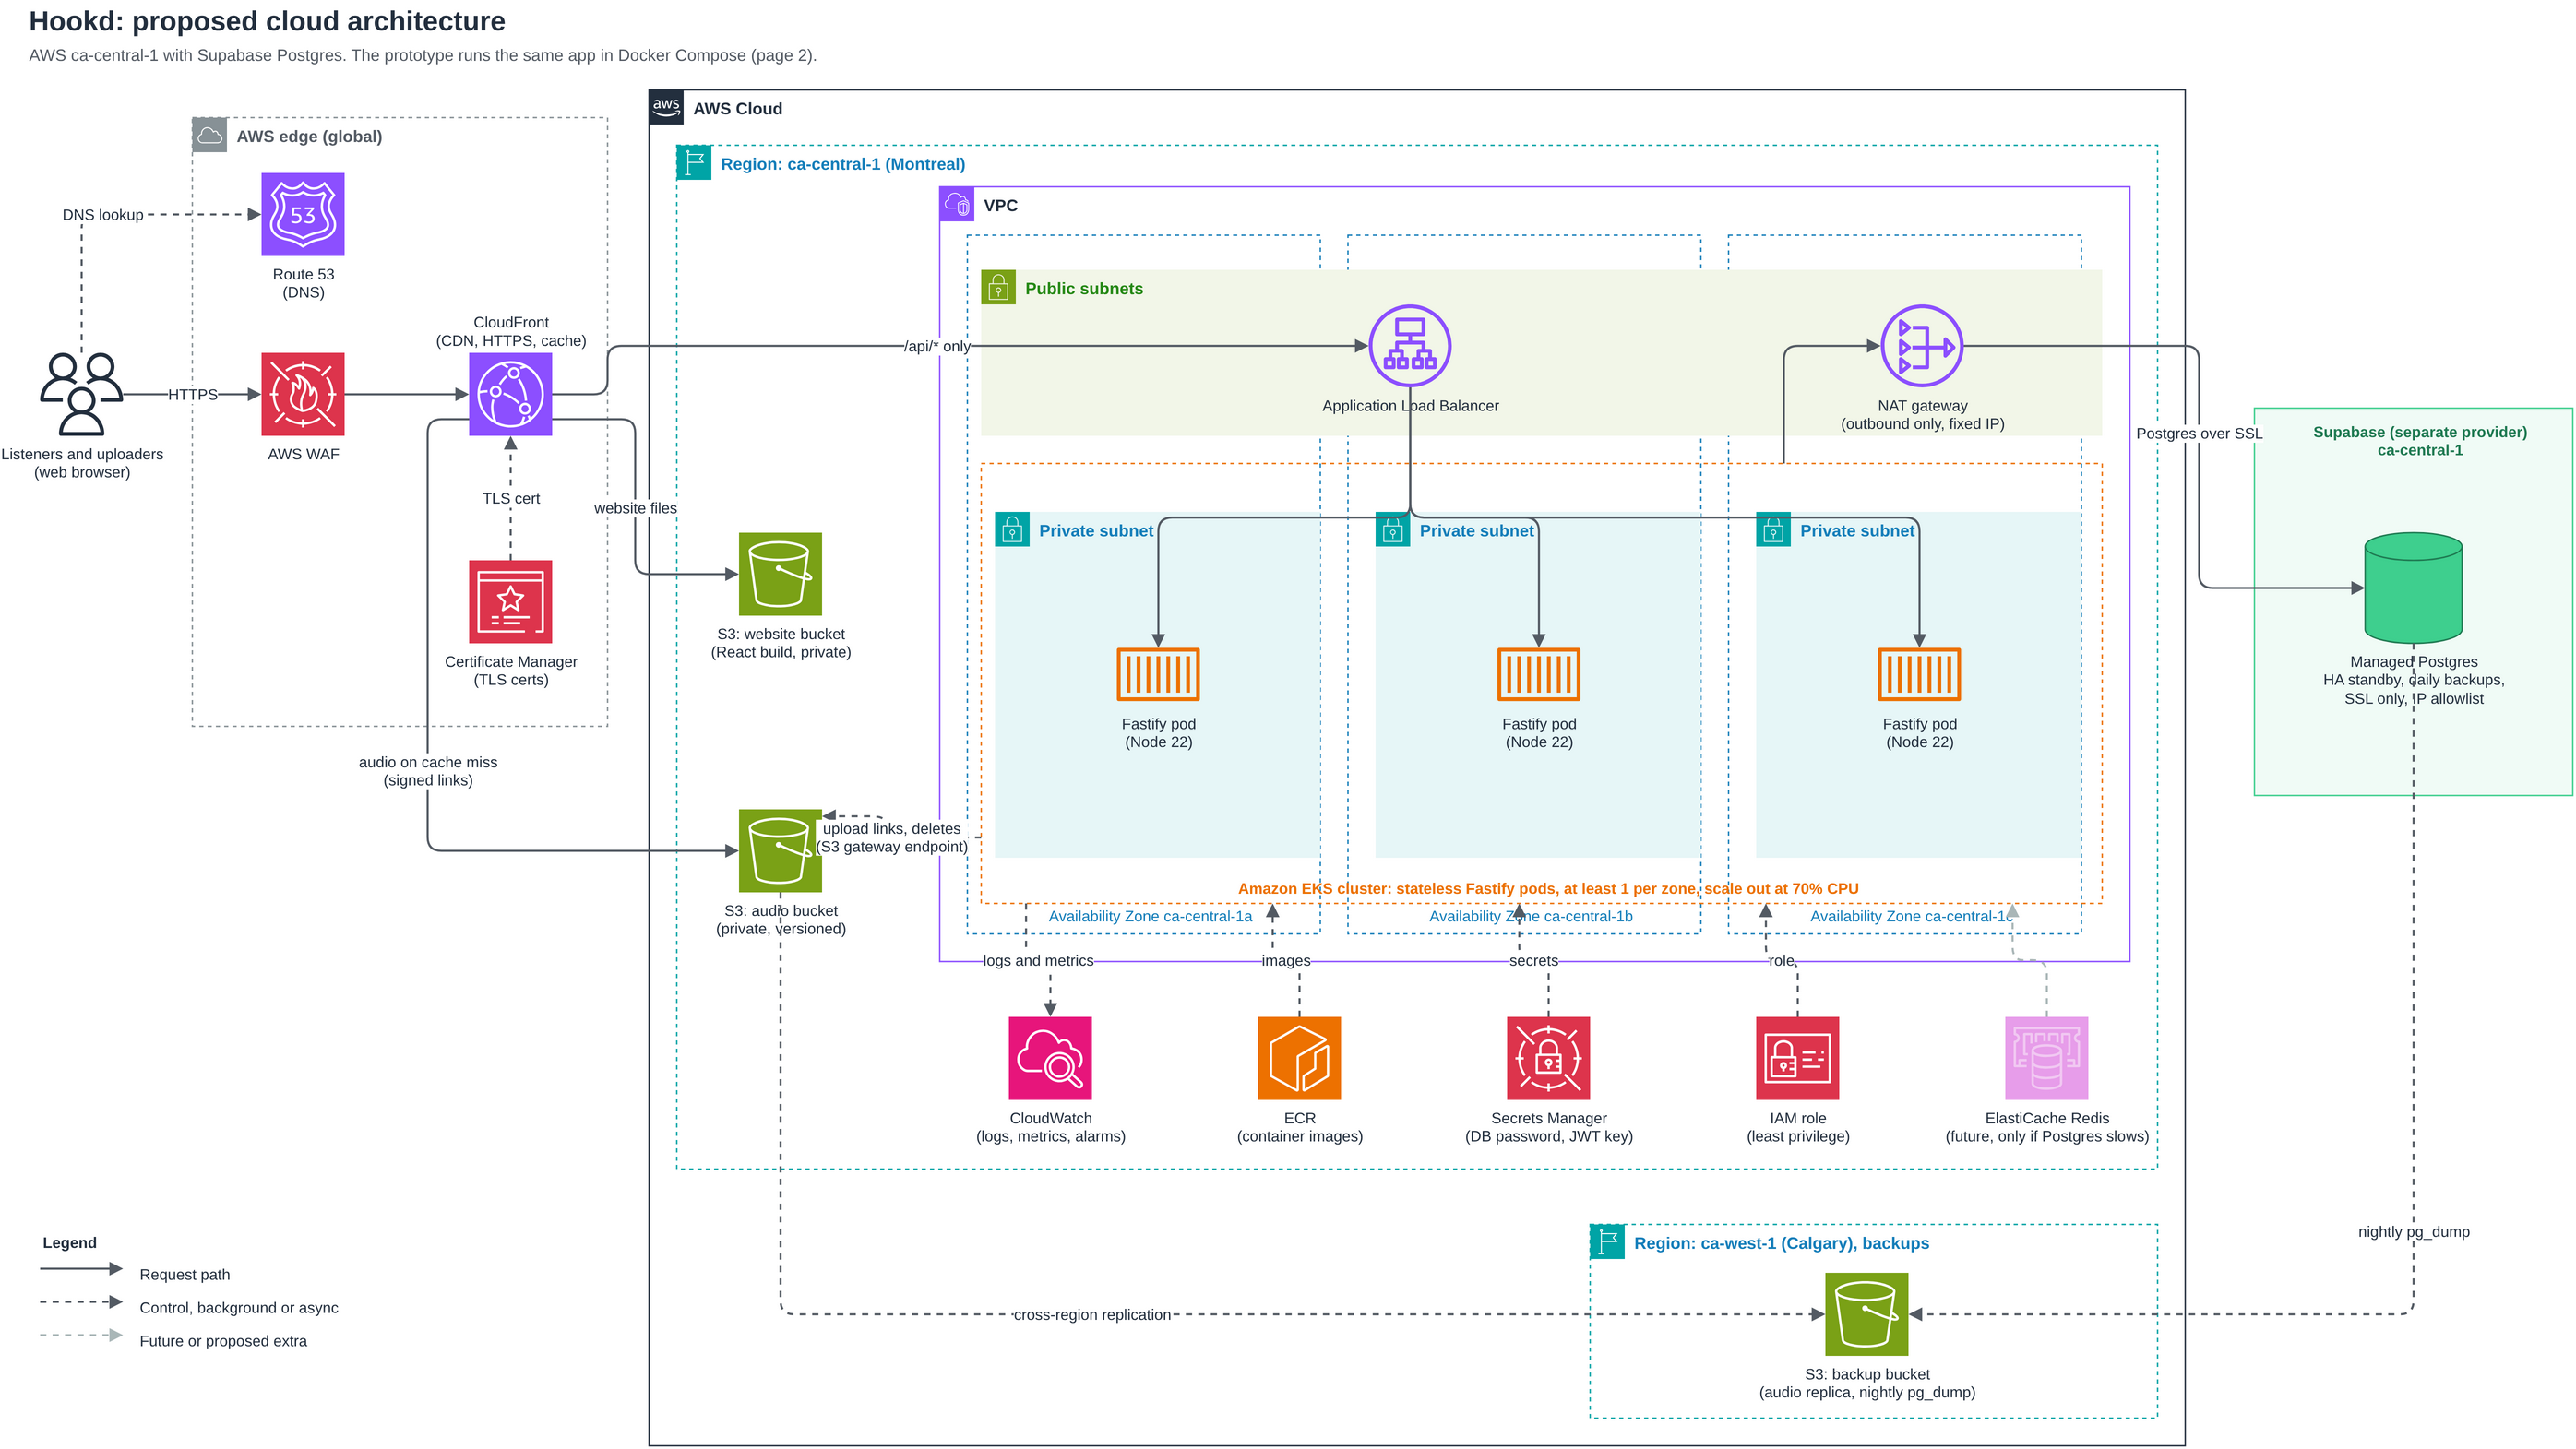 Hookd: proposed cloud architecture
AWS ca-central-1 with Supabase Postgres. The prototype runs the same app in Docker Compose (page 2).
aws
AWS Cloud
AWS edge (global)
Region: ca-central-1 (Montreal)
VPC
DNS lookup
53
Route 53
(DNS)
Public subnets
CloudFront
(CDN, HTTPS, cache)
/api/* only
HTTPS
Application Load Balancer
NAT gateway
(outbound only, fixed IP)
Postgres over SSL
Supabase (separate provider)
ca-central-1
Listeners and uploaders
(web browser)
AWS WAF
TLS cert
website files
Private subnet
Private subnet
Private subnet
S3: website bucket
(React build, private)
Certificate Manager
(TLS certs)
Managed Postgres
HA standby, daily backups,
SSL only, IP allowlist
Fastify pod
(Node 22)
Fastify pod
(Node 22)
Fastify pod
(Node 22)
audio on cache miss
(signed links)
upload links, deletes
(S3 gateway endpoint)
Amazon EKS cluster: stateless Fastify pods, at least 1 per zone, scale out at 70% CPU
S3: audio bucket
(private, versioned)
Availability Zone ca-central-1a
Availability Zone ca-central-1b
Availability Zone ca-central-1c
logs and metrics
images
secrets
role
CloudWatch
(logs, metrics, alarms)
ECR
(container images)
Secrets Manager
(DB password, JWT key)
IAM role
(least privilege)
ElastiCache Redis
(future, only if Postgres slows)
nightly pg_dump
Legend
Request path
Control, background or async
Future or proposed extra
Region: ca-west-1 (Calgary), backups
cross-region replication
S3: backup bucket
(audio replica, nightly pg_dump)